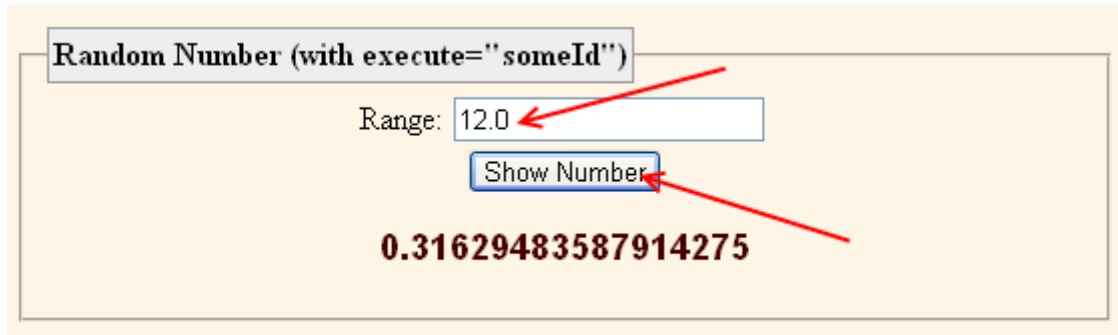 Random Number (with execute="someId")
Range: 12.0
Show Number
0.31629483587914275